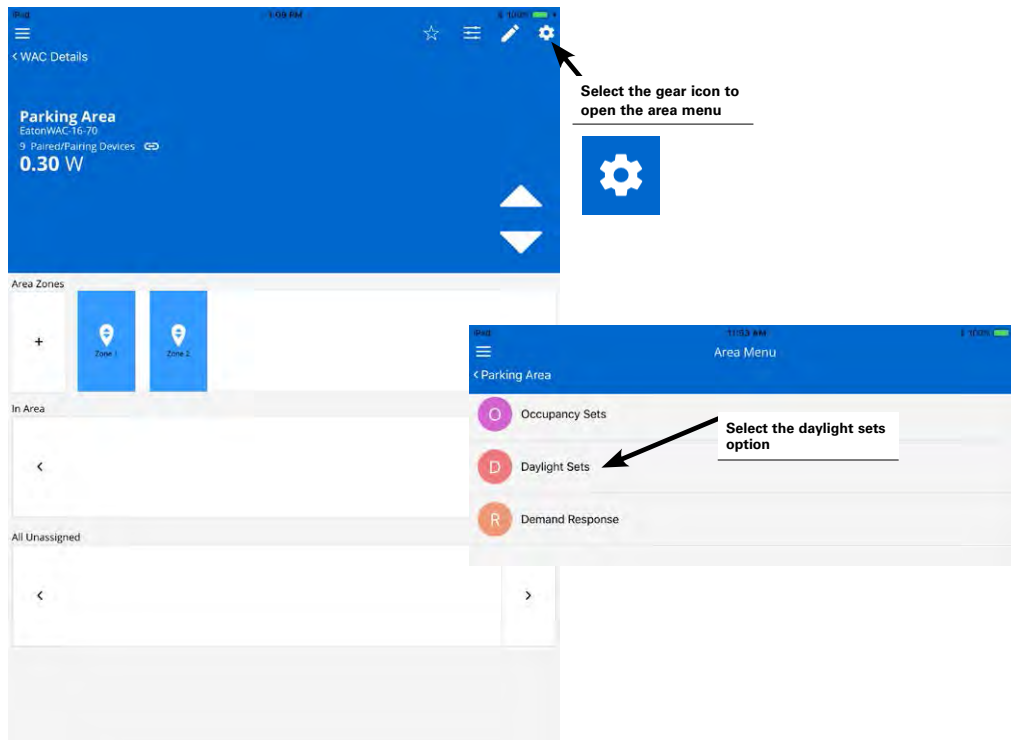 iPad 1:09 PM 100%
< WAC Details
Select the gear icon to
open the area menu
Parking Area
EatonWAC-16-70
9 Paired/Pairing Devices
0.30 W
Area Zones
+
Zone 1
Zone 2
In Area
<
All Unassigned
<
>
iPad 11:53 AM 100%
Area Menu
< Parking Area
O
Occupancy Sets
Select the daylight sets
option
D
Daylight Sets
R
Demand Response